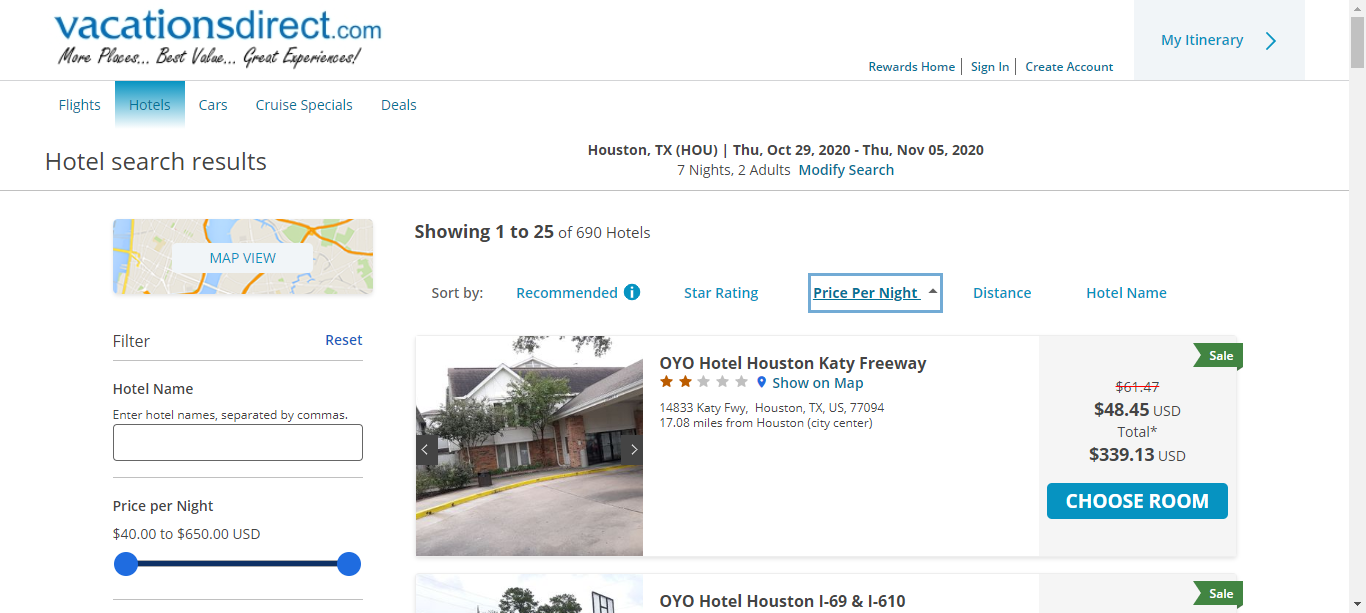 vacationsdirect.com
More Places... Best Value... Great Experiences!
My Itinerary
Rewards Home Sign In Create Account
Flights Hotels Cars Cruise Specials Deals
Hotel search results
Houston, TX (HOU) | Thu, Oct 29, 2020 - Thu, Nov 05, 2020
7 Nights, 2 Adults Modify Search
MAP VIEW
Showing 1 to 25 of 690 Hotels
Sort by: Recommended i Star Rating Price Per Night Distance Hotel Name
Filter Reset
Hotel Name
Enter hotel names, separated by commas.
Price per Night
$40.00 to $650.00 USD
OYO Hotel Houston Katy Freeway
Show on Map
14833 Katy Fwy, Houston, TX, US, 77094
17.08 miles from Houston (city center)
Sale
$61.47
$48.45 USD
Total*
$339.13 USD
CHOOSE ROOM
OYO Hotel Houston I-69 & I-610
Sale